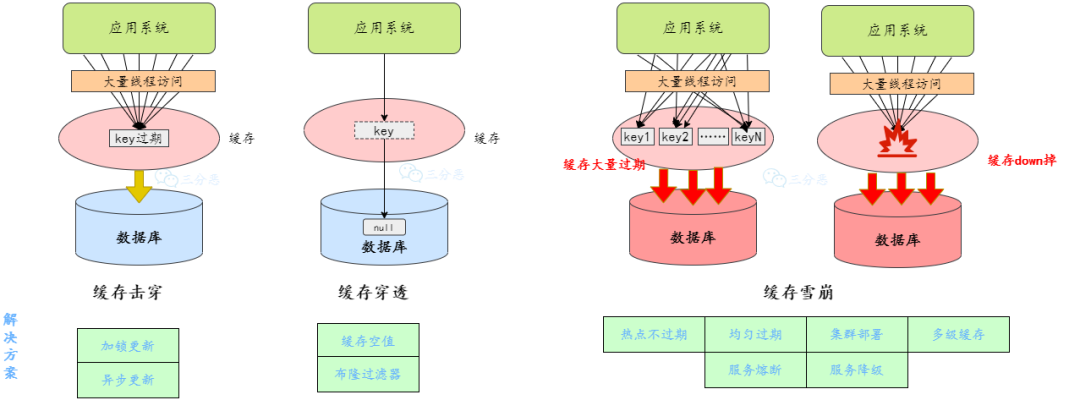 应用系统
大量线程访问
key过期
缓存
三分恶
数据库
缓存击穿
应用系统
key
缓存
三分恶
null
数据库
缓存穿透
应用系统
大量线程访问
key1
key2
······
keyN
缓存大量过期
三分恶
数据库
应用系统
大量线程访问
缓存down掉
数据库
缓存雪崩
解决方案
加锁更新
异步更新
缓存空值
布隆过滤器
热点不过期
均匀过期
集群部署
多级缓存
服务熔断
服务降级